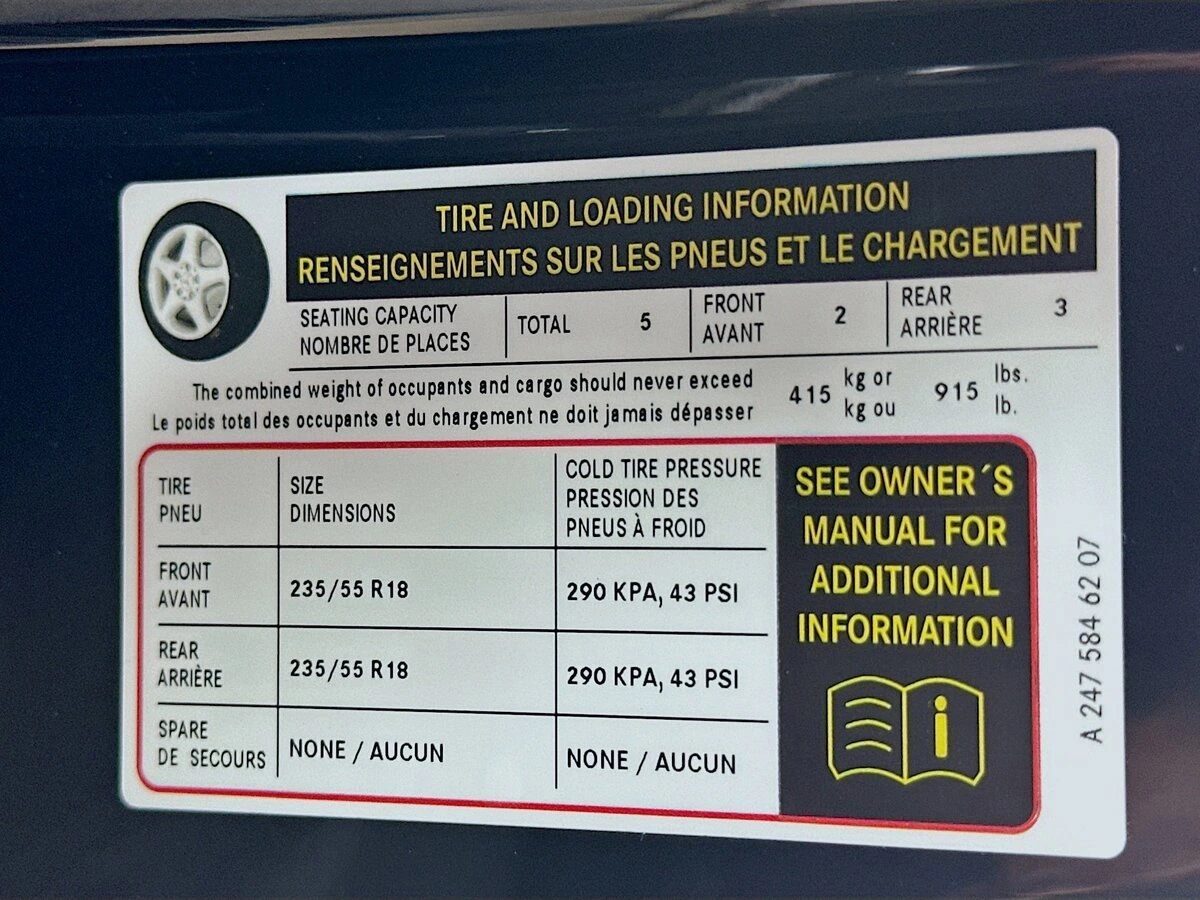 TIRE AND LOADING INFORMATION
RENSEIGNEMENTS SUR LES PNEUS ET LE CHARGEMENT
SEATING CAPACITY
NOMBRE DE PLACES
TOTAL 5
FRONT
AVANT
2
REAR
ARRIÈRE
3
The combined weight of occupants and cargo should never exceed
Le poids total des occupants et du chargement ne doit jamais dépasser
415
kg or
kg ou
915
lbs.
lb.
TIRE
PNEU
SIZE
DIMENSIONS
COLD TIRE PRESSURE
PRESSION DES
PNEUS À FROID
FRONT
AVANT
235/55 R18
290 KPA, 43 PSI
REAR
ARRIÈRE
235/55 R18
290 KPA, 43 PSI
SPARE
DE SECOURS
NONE / AUCUN
NONE / AUCUN
SEE OWNER´S
MANUAL FOR
ADDITIONAL
INFORMATION
i
A 247 584 62 07